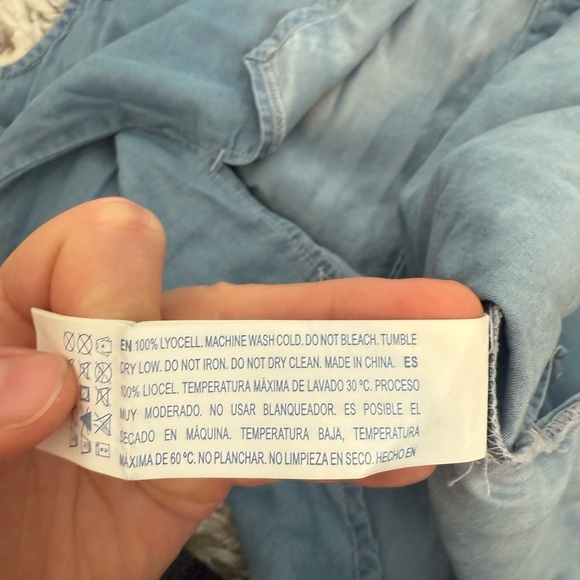 EN 100% LYOCELL. MACHINE WASH COLD. DO NOT BLEACH. TUMBLE
DRY LOW. DO NOT IRON. DO NOT DRY CLEAN. MADE IN CHINA. ES
100% LIOCEL. TEMPERATURA MÁXIMA DE LAVADO 30 ºC. PROCESO
MUY MODERADO. NO USAR BLANQUEADOR. ES POSIBLE EL
SECADO EN MÁQUINA. TEMPERATURA BAJA, TEMPERATURA
MÁXIMA DE 60 ºC. NO PLANCHAR. NO LIMPIEZA EN SECO. HECHO EN